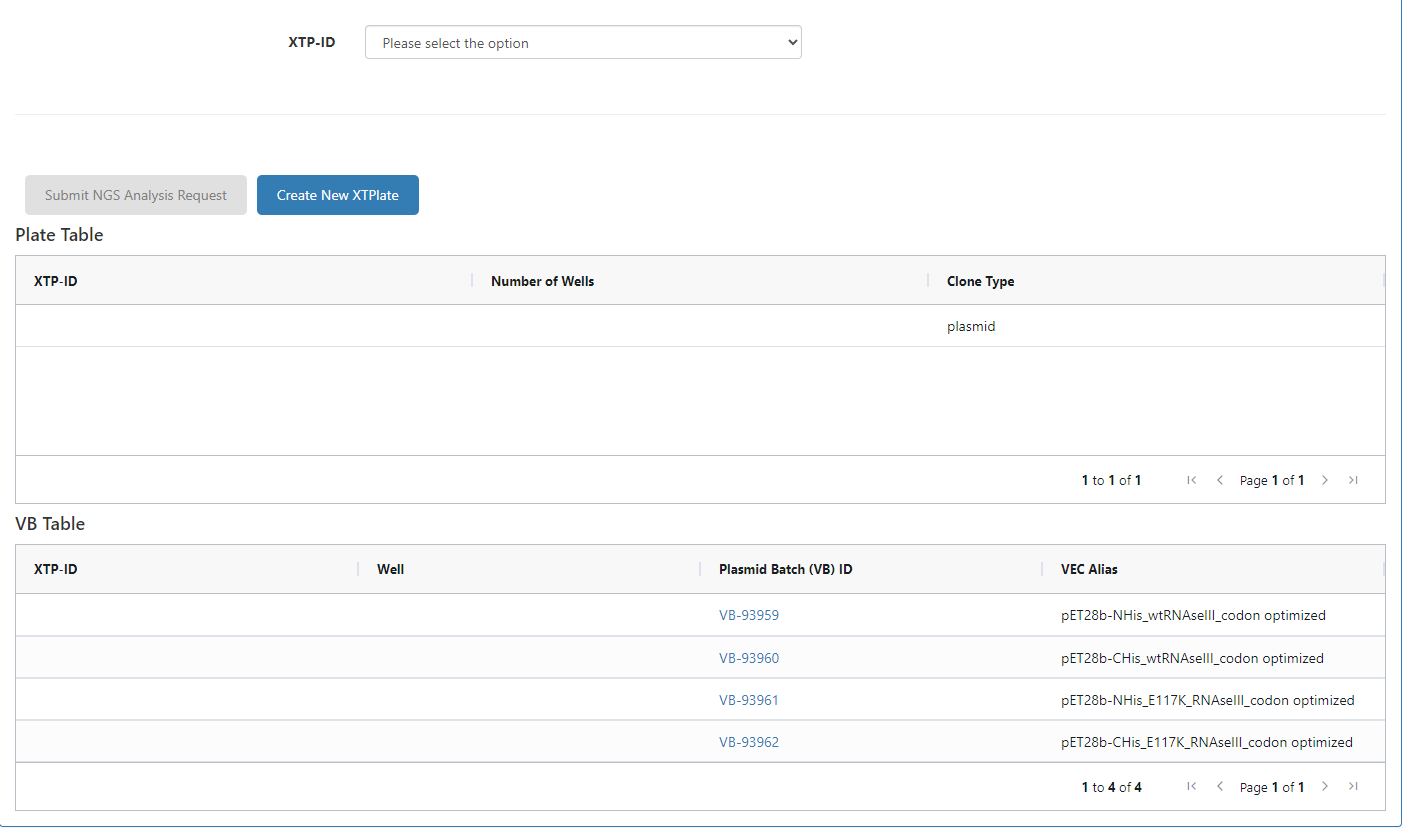 XTP-ID Please select the option
Submit NGS Analysis Request Create New XTPlate
Plate Table
XTP-ID Number of Wells Clone Type
plasmid
1 to 1 of 1 Page 1 of 1
VB Table
XTP-ID Well Plasmid Batch (VB) ID VEC Alias
VB-93959 pET28b-NHis_wtRNAseIII_codon optimized
VB-93960 pET28b-CHis_wtRNAseIII_codon optimized
VB-93961 pET28b-NHis_E117K_RNAseIII_codon optimized
VB-93962 pET28b-CHis_E117K_RNAseIII_codon optimized
1 to 4 of 4 Page 1 of 1